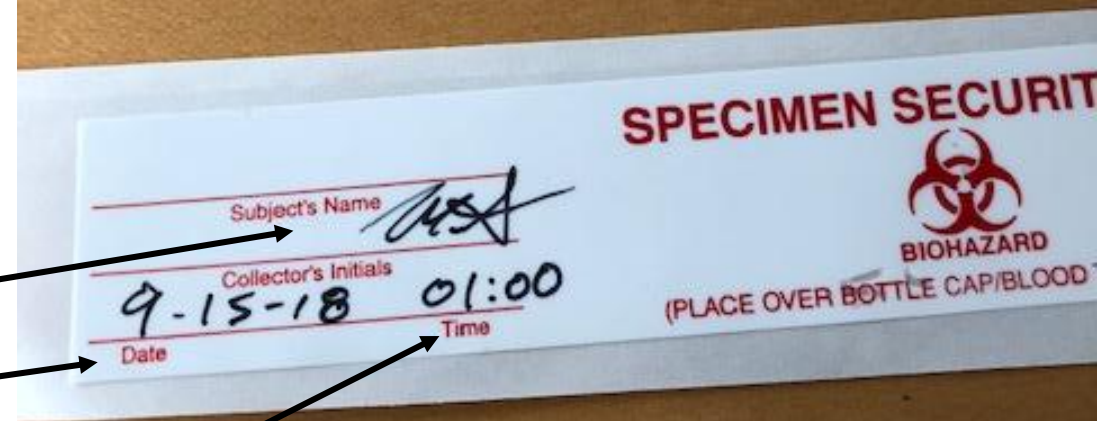 SPECIMEN SECURIT
Subject's Name
Collector's Initials
BIOHAZARD
9-15-18 01:00
(PLACE OVER BOTTLE CAP/BLOOD
Date Time